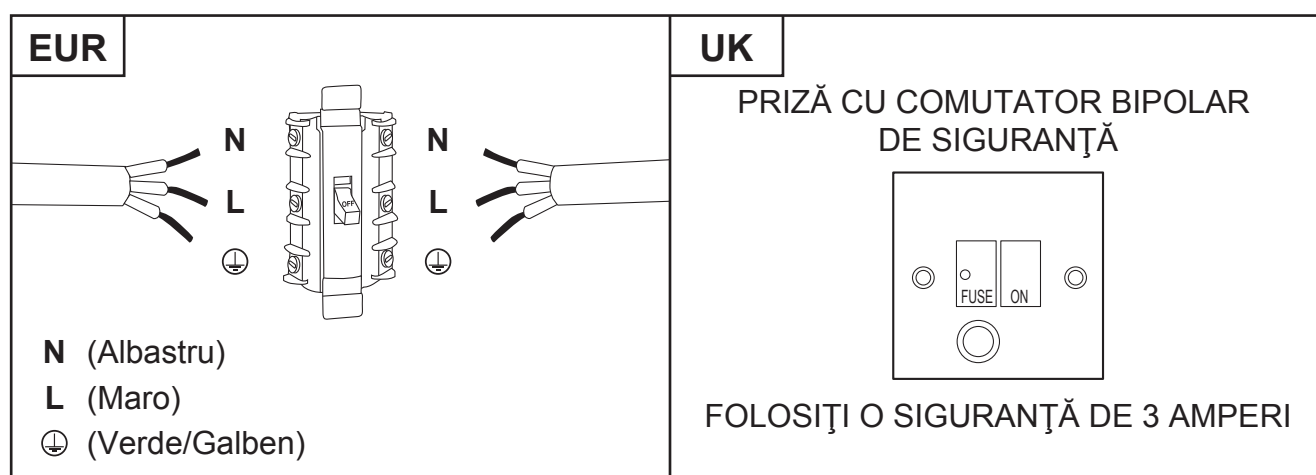 EUR
N
N
L
L
OFF
N (Albastru)
L (Maro)
(Verde/Galben)
UK
PRIZĂ CU COMUTATOR BIPOLAR
DE SIGURANŢĂ
FUSE
ON
FOLOSIŢI O SIGURANŢĂ DE 3 AMPERI